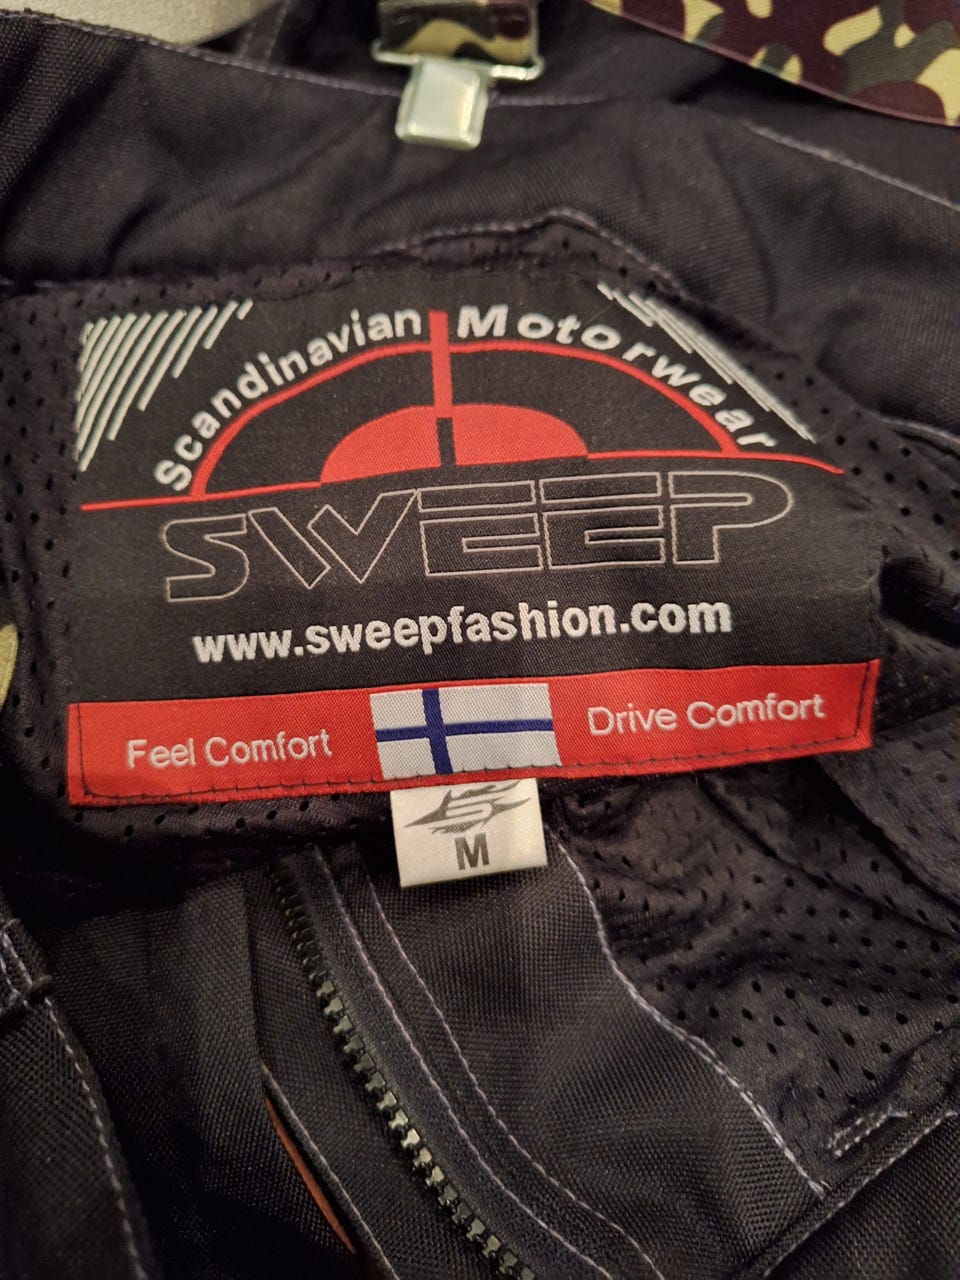 Scandinavian Motorwear
SWEEP
www.sweepfashion.com
Feel Comfort Drive Comfort
S
M